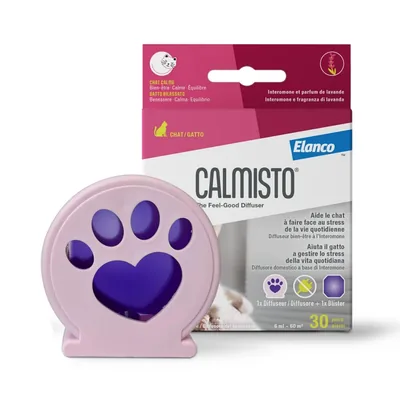 CHAT CALME
Bien-être Calme Équilibre
GATTO RILASSATO
Benessere Calma Equilibrio
Interomone et parfum de lavande
Interomone e fragranza di lavanda
CHAT/GATTO
Elanco
CALMISTO®
The Feel-Good Diffuser
Aide le chat
à faire face au stress
de la vie quotidienne
Diffuseur bien-être à l'interomone
Aiuta il gatto
a gestire lo stress
della vita quotidiana
Diffusore domestico a base di Interomone
1x Diffuseur / Diffusore + 1x Blister
30